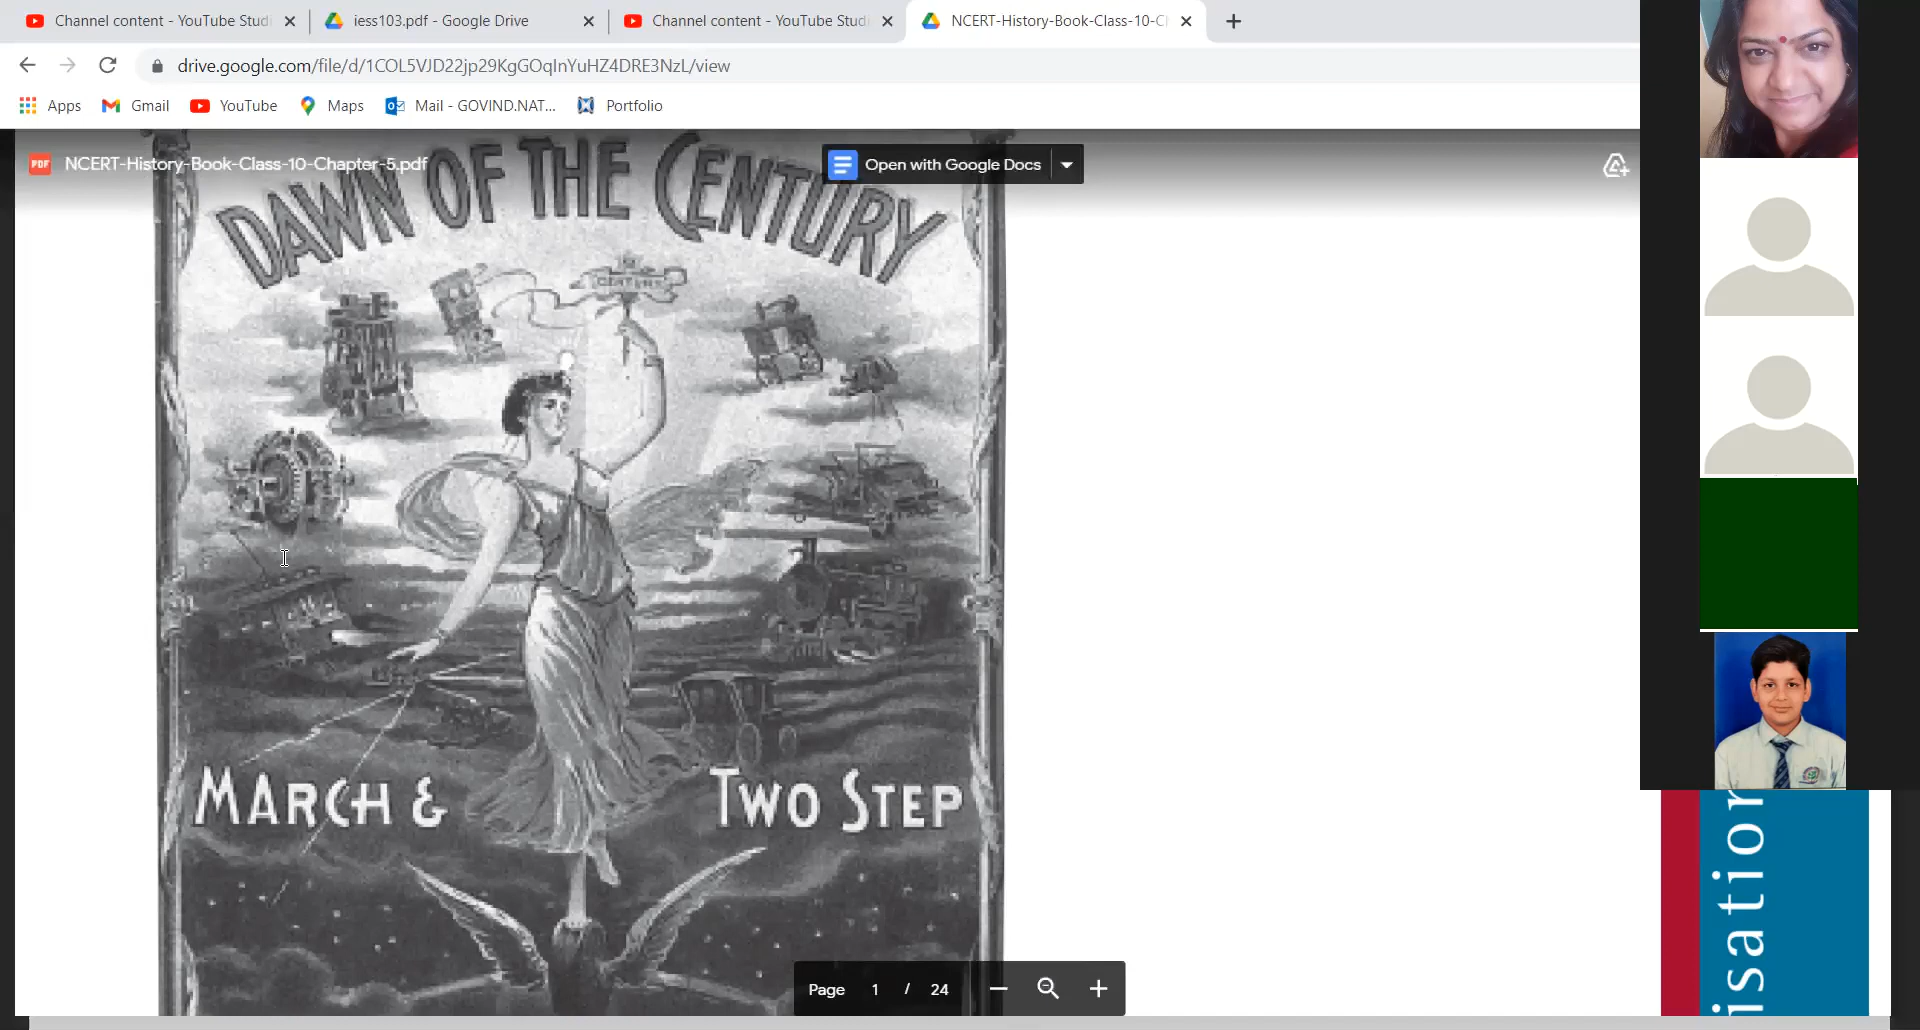 Channel content - YouTube Studi
iess103.pdf - Google Drive
Channel content - YouTube Studi
NCERT-History-Book-Class-10-C
drive.google.com/file/d/1COL5VJD22jp29KgGOqInYuHZ4DRE3NzL/view
Apps
Gmail
YouTube
Maps
Mail - GOVIND.NAT...
Portfolio
PDF
NCERT-History-Book-Class-10-Chapter-5.pdf
Open with Google Docs
DAWN OF THE CENTURY
CENTURY
MARCH & TWO STEP
Page 1 / 24
isation